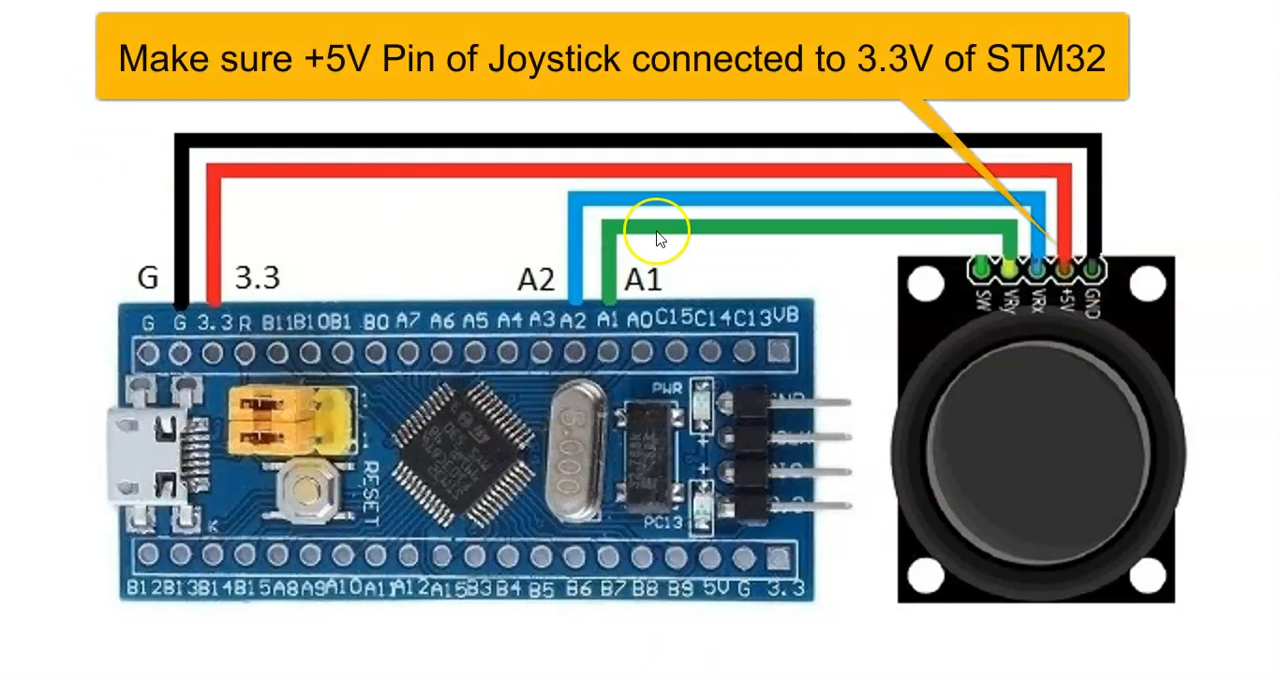 Make sure +5V Pin of Joystick connected to 3.3V of STM32
G 3.3 A2 A1
G G 3.3 R B11 B10 B1 B0 A7 A6 A5 A4 A3 A2 A1 A0 C15 C14 C13 VB
SW VRy VRx +5V GND
PWR
8.000
RESET
PC13
B12 B13 B14 B15 A8 A9 A10 A11 A12 A15 B3 B4 B5 B6 B7 B8 B9 5V G 3.3